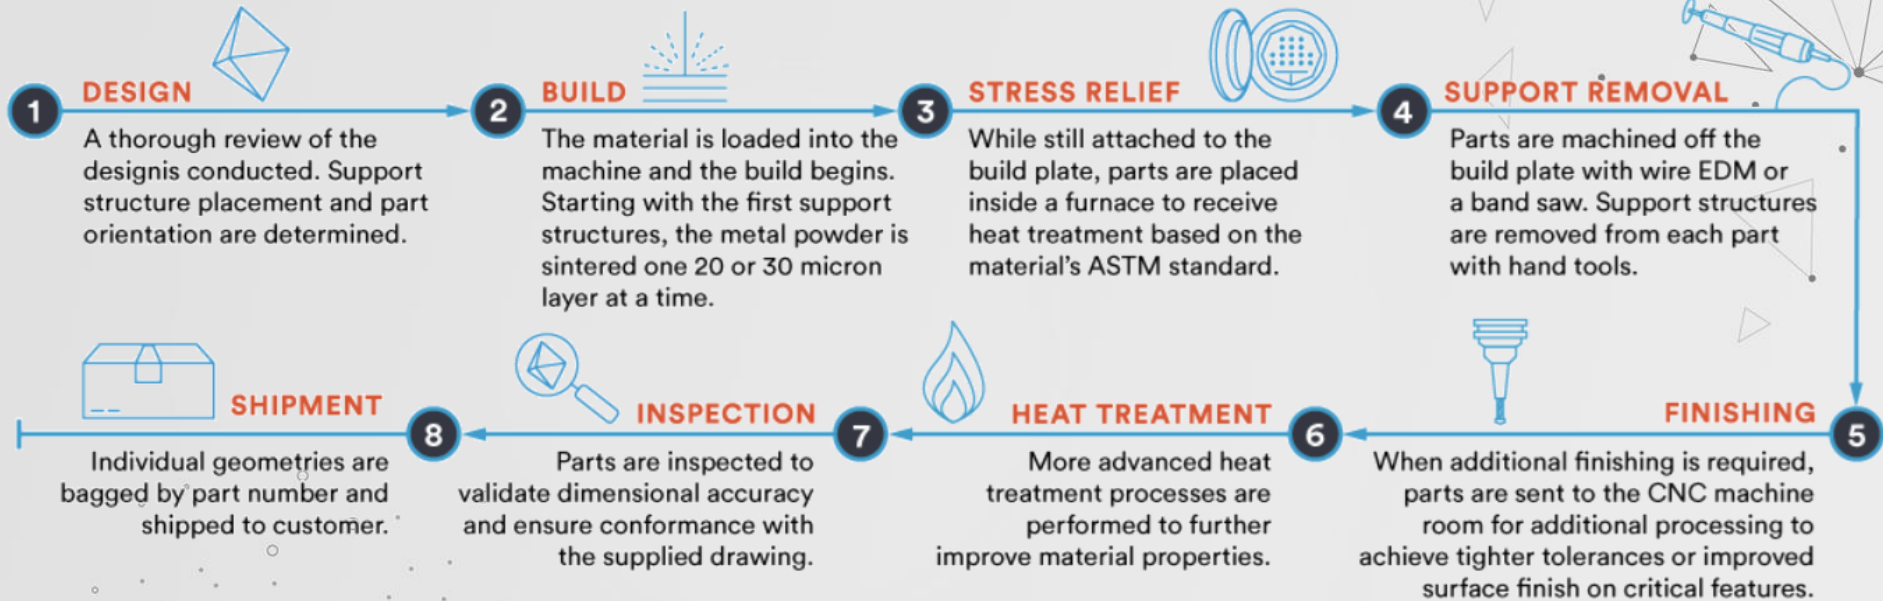 1
DESIGN
A thorough review of the
designis conducted. Support
structure placement and part
orientation are determined.
2
BUILD
The material is loaded into the
machine and the build begins.
Starting with the first support
structures, the metal powder is
sintered one 20 or 30 micron
layer at a time.
3
STRESS RELIEF
While still attached to the
build plate, parts are placed
inside a furnace to receive
heat treatment based on the
material's ASTM standard.
4
SUPPORT REMOVAL
Parts are machined off the
build plate with wire EDM or
a band saw. Support structures
are removed from each part
with hand tools.
5
FINISHING
When additional finishing is required,
parts are sent to the CNC machine
room for additional processing to
achieve tighter tolerances or improved
surface finish on critical features.
6
HEAT TREATMENT
More advanced heat
treatment processes are
performed to further
improve material properties.
7
INSPECTION
Parts are inspected to
validate dimensional accuracy
and ensure conformance with
the supplied drawing.
8
SHIPMENT
Individual geometries are
bagged by part number and
shipped to customer.